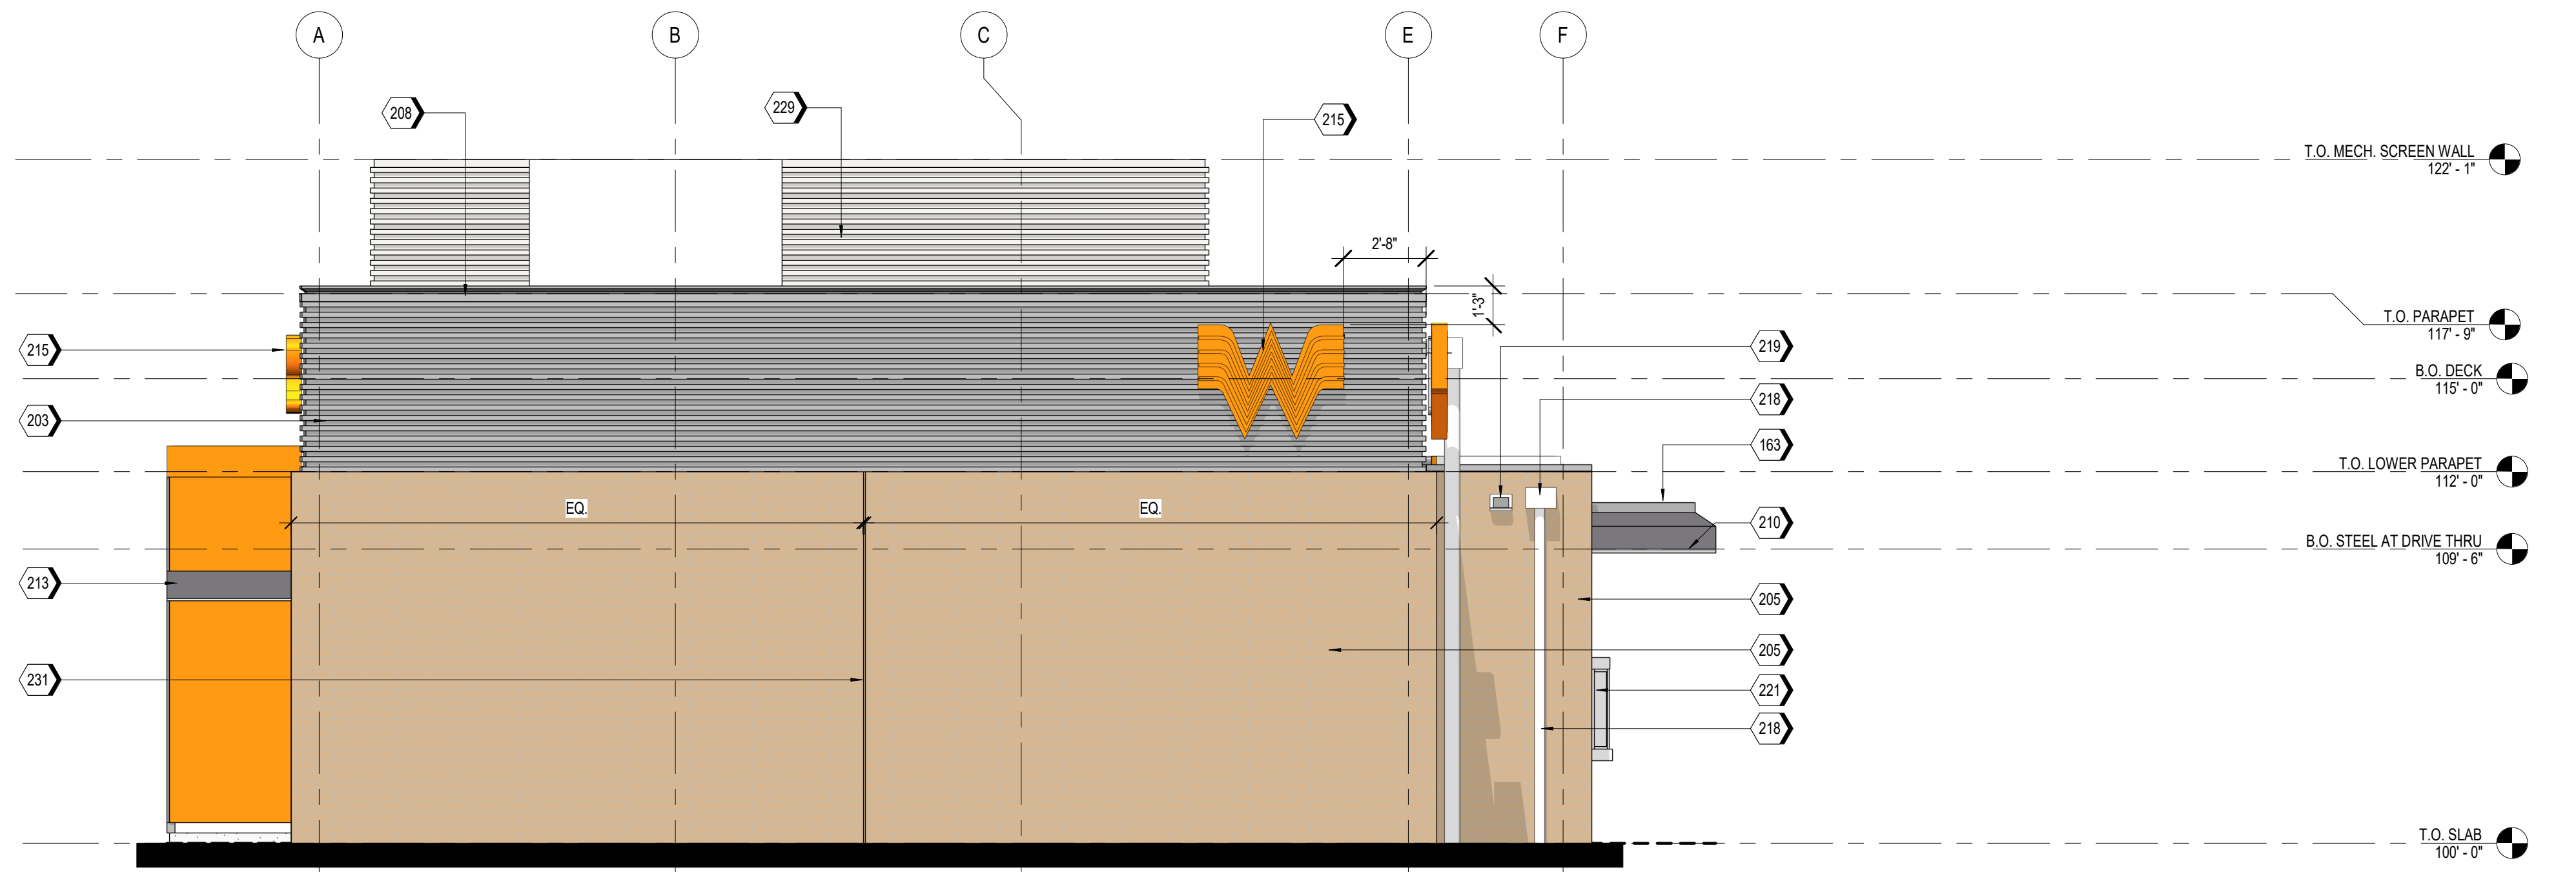 A
B
C
E
F
208
229
215
T.O. MECH. SCREEN WALL
122' - 1"
2'-8"
1'-3"
T.O. PARAPET
117' - 9"
215
219
B.O. DECK
115' - 0"
W
218
203
163
T.O. LOWER PARAPET
112' - 0"
EQ.
EQ.
210
B.O. STEEL AT DRIVE THRU
109' - 6"
213
205
205
231
221
218
T.O. SLAB
100' - 0"